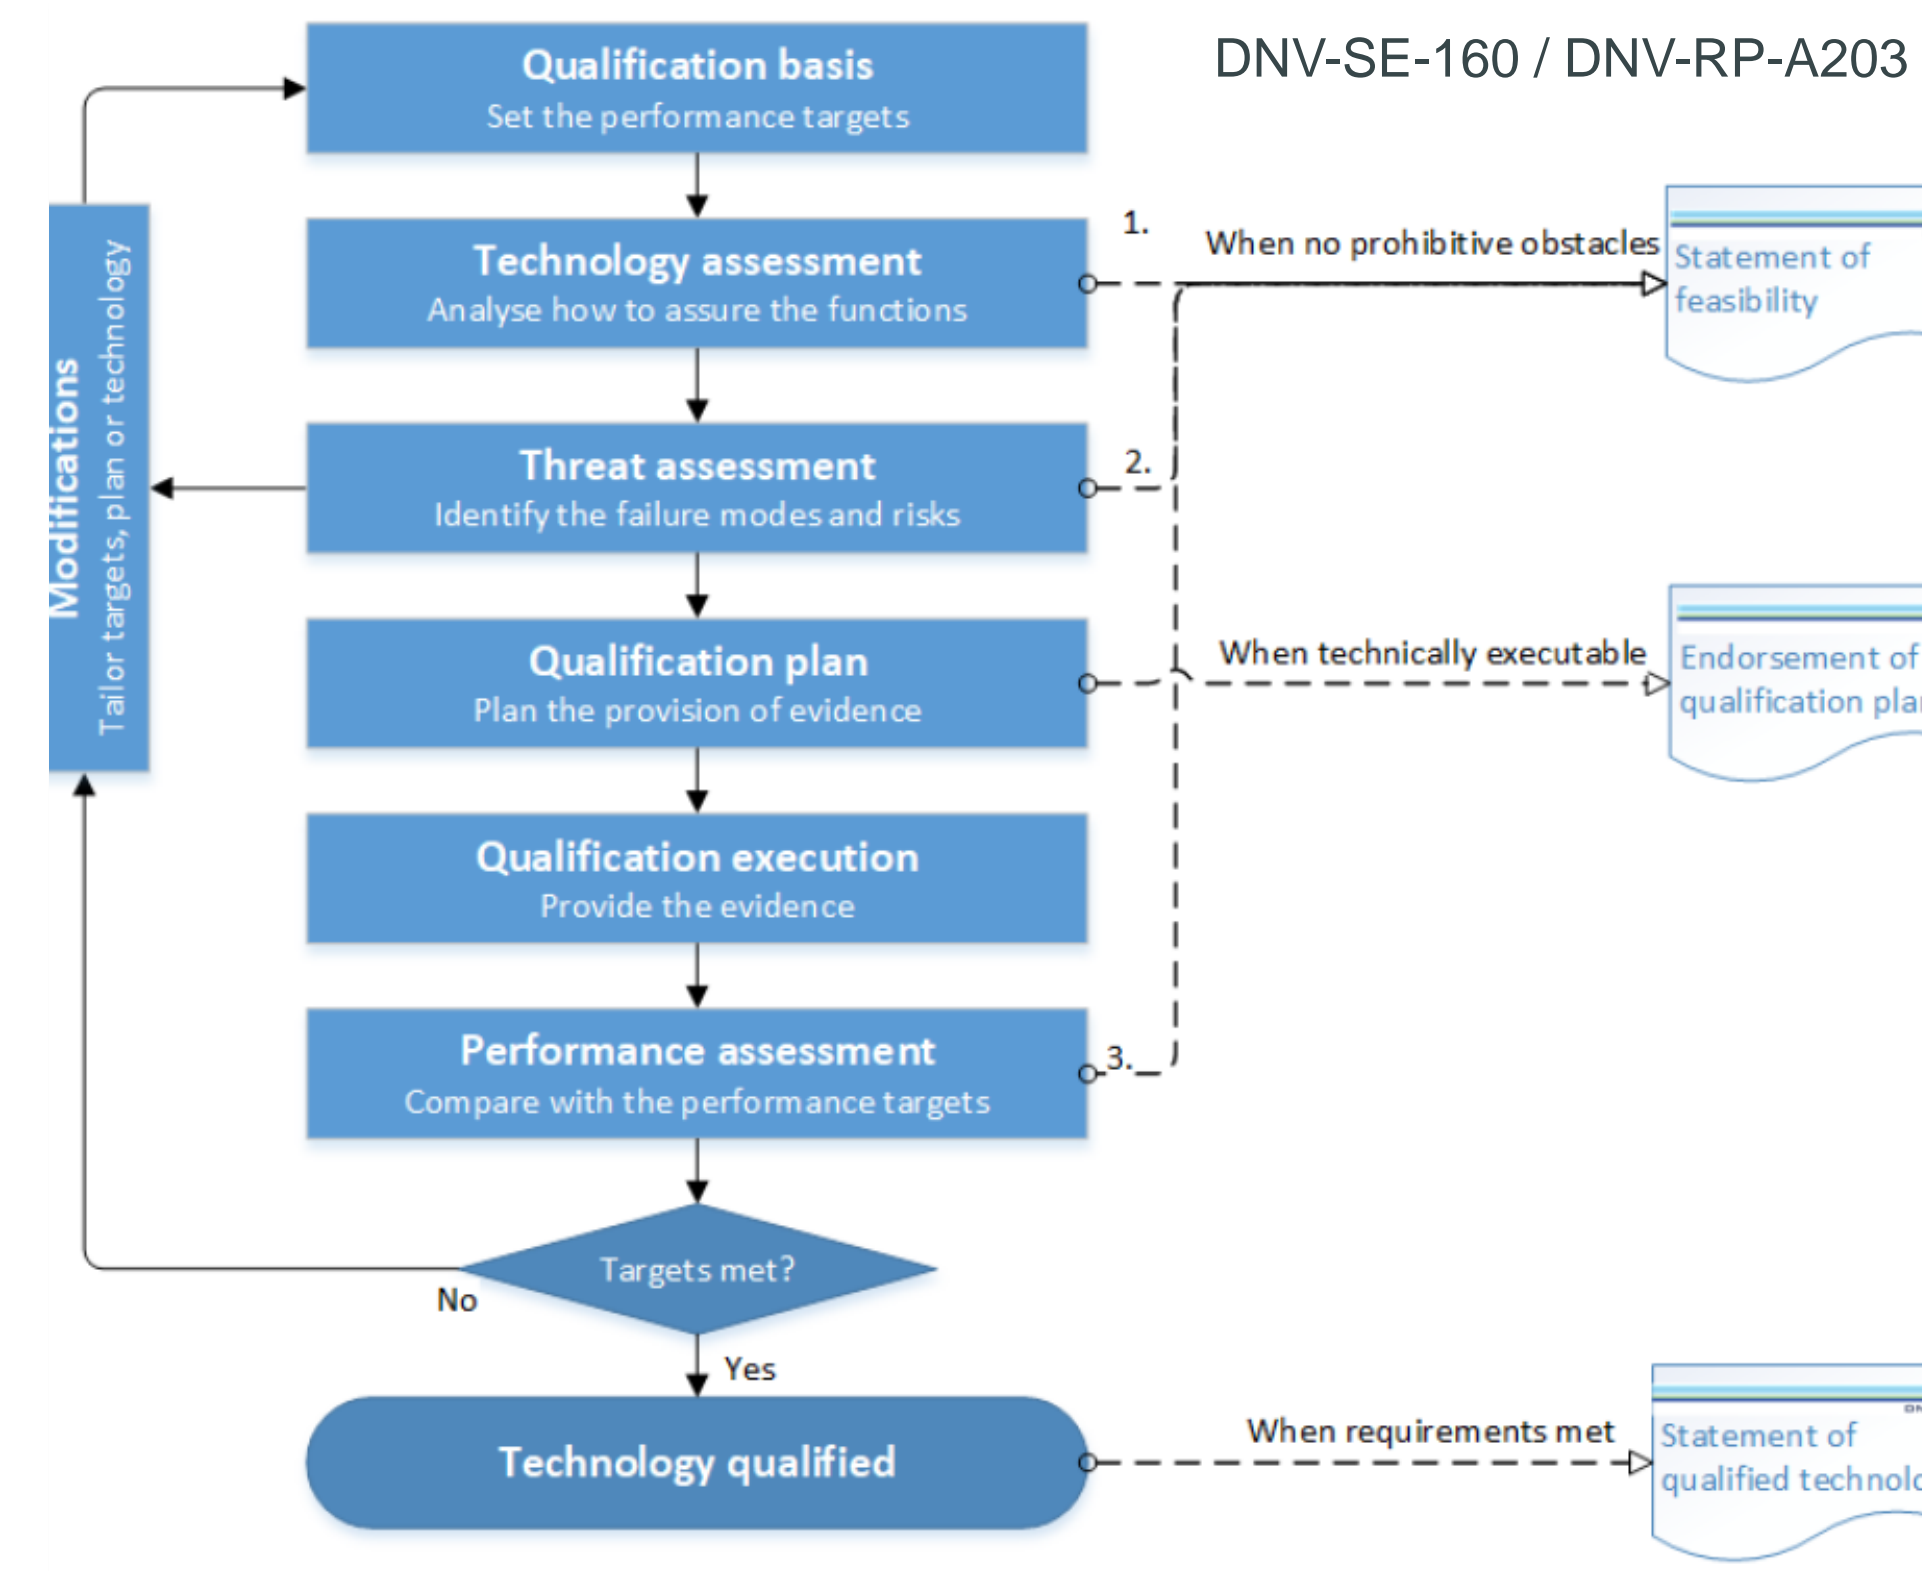 DNV-SE-160 / DNV-RP-A203
Qualification basis
Set the performance targets
1.
When no prohibitive obstacles
Statement of
feasibility
Technology assessment
Analyse how to assure the functions
Modifications
Tailor targets, plan or technology
2.
Threat assessment
Identify the failure modes and risks
When technically executable
Endorsement of
qualification
Qualification plan
Plan the provision of evidence
Qualification execution
Provide the evidence
3.
Performance assessment
Compare with the performance targets
Targets met?
No
Yes
When requirements met
Statement of
qualified
Technology qualified